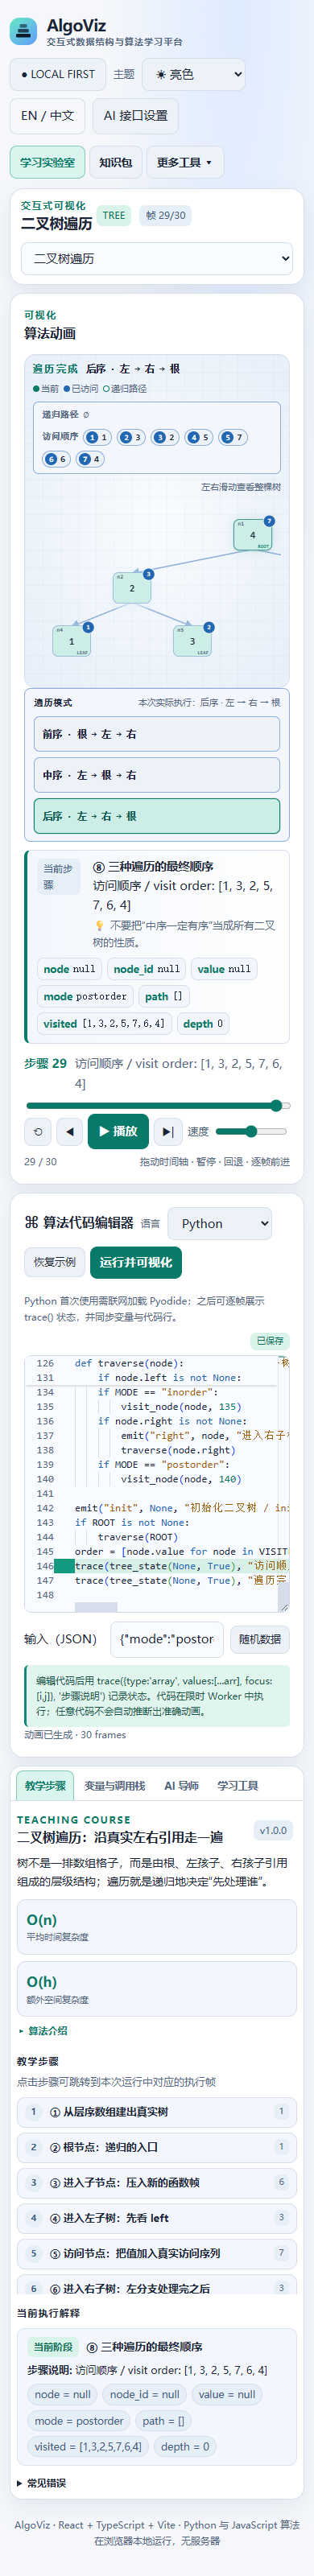 AlgoViz
交互式数据结构与算法学习平台
● LOCAL FIRST 主题 ☀ 亮色
EN / 中文 AI 接口设置
学习实验室 知识包 更多工具 ▾
交互式可视化
二叉树遍历 TREE 帧 29/30
二叉树遍历
可视化
算法动画
遍历完成 后序 · 左 → 右 → 根
当前 已访问 递归路径
递归路径 ∅
访问顺序 1 1 2 3 3 2 4 5 5 7
6 6 7 4
左右滑动查看整棵树
n1 7
4
ROOT
n2 3
2
n4 1
1
LEAF
n5 2
3
LEAF
遍历模式 本次实际执行：后序 · 左 → 右 → 根
前序 · 根 → 左 → 右
中序 · 左 → 根 → 右
后序 · 左 → 右 → 根
当前步骤
⑧ 三种遍历的最终顺序
访问顺序 / visit order: [1, 3, 2, 5,
7, 6, 4]
💡 不要把“中序一定有序”当成所有二叉
树的性质。
node null node_id null value null
mode postorder path []
visited [1,3,2,5,7,6,4] depth 0
步骤 29 访问顺序 / visit order: [1, 3, 2, 5, 7, 6,
4]
⟲ ◀ ▶ 播放 ▶| 速度
29 / 30 拖动时间轴 · 暂停 · 回退 · 逐帧前进
⌘ 算法代码编辑器 语言 Python
恢复示例 运行并可视化
Python 首次使用需联网加载 Pyodide；之后可逐帧展示
trace() 状态，并同步变量与代码行。
已保存
126 def traverse(node):
133 if node.left is not None:
134 if MODE == "inorder":
135 visit_node(node, 135)
136 if node.right is not None:
137 emit("right", node, "进入右子
138 traverse(node.right)
139 if MODE == "postorder":
140 visit_node(node, 140)
141
142 emit("init", None, "初始化二叉树 / in
143 if ROOT is not None:
144 traverse(ROOT)
145 order = [node.value for node in VISIT
146 trace(tree_state(None, True), "访问顺
147 trace(tree_state(None, True), "遍历完
148
输入（JSON） {"mode":"postor 随机数据
编辑代码后用 trace({type:'array', values:[...arr], focus:
[i,j]}, '步骤说明') 记录状态。代码在限时 Worker 中执
行；任意代码不会自动推断出准确动画。
动画已生成 · 30 frames
教学步骤 变量与调用栈 AI 导师 学习工具
TEACHING COURSE
二叉树遍历：沿真实左右引用走一遍 v1.0.0
树不是一排数组格子，而是由根、左孩子、右孩子引用
组成的层级结构；遍历就是递归地决定“先处理谁”。
O(n)
平均时间复杂度
O(h)
额外空间复杂度
▸ 算法介绍
教学步骤
点击步骤可跳转到本次运行中对应的执行帧
1 ① 从层序数组建出真实树 1
2 ② 根节点：递归的入口 1
3 ③ 进入子节点：压入新的函数帧 6
4 ④ 进入左子树：先看 left 3
5 ⑤ 访问节点：把值加入真实访问序列 7
6 ⑥ 进入右子树：左分支处理完之后 3
当前执行解释
当前阶段 ⑧ 三种遍历的最终顺序
步骤说明: 访问顺序 / visit order: [1, 3, 2, 5, 7, 6, 4]
node = null node_id = null value = null
mode = postorder path = []
visited = [1,3,2,5,7,6,4] depth = 0
▸ 常见错误
AlgoViz · React + TypeScript + Vite · Python 与 JavaScript 算法
在浏览器本地运行，无服务器